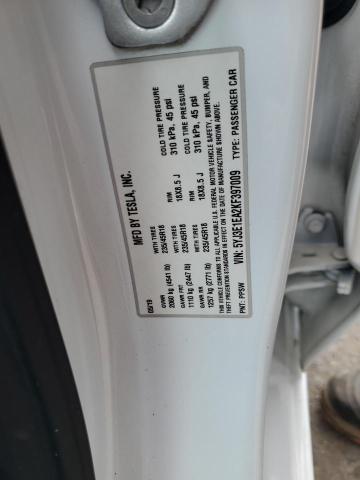 MFD BY TESLA, INC.
05/19
GVWR
2060 kg (4541 lb)
WITH TIRES
235/45R18
RIM
18X8.5 J
COLD TIRE PRESSURE
310 kPa, 45 psi
GAWR FRT
1110 kg (2447 lb)
WITH TIRES
235/45R18
RIM
18X8.5 J
COLD TIRE PRESSURE
310 kPa, 45 psi
GAWR RR
1257 kg (2771 lb)
THIS VEHICLE CONFORMS TO ALL APPLICABLE U.S. FEDERAL MOTOR VEHICLE SAFETY, BUMPER, AND
THEFT PREVENTION STANDARDS IN EFFECT ON THE DATE OF MANUFACTURE SHOWN ABOVE.
VIN: 5YJ3E1EA2KF397009
TYPE: PASSENGER CAR
PNT: PPSW